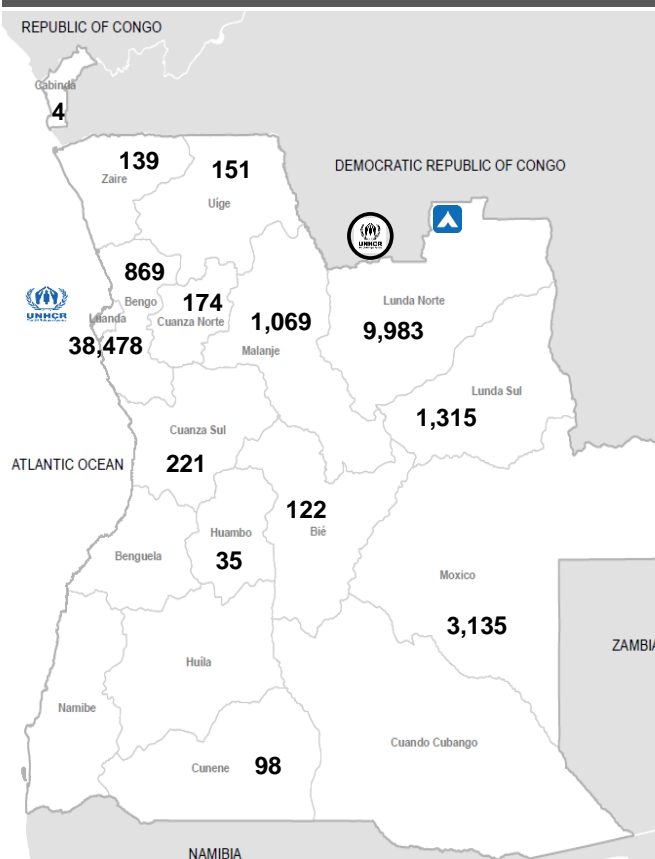 REPUBLIC OF CONGO
Cabinda
4
139
Zaire
151
Uíge
DEMOCRATIC REPUBLIC OF CONGO
UNHCR
869
Bengo
UNHCR
Luanda
38,478
174
Cuanza Norte
1,069
Malanje
Lunda Norte
9,983
Lunda Sul
1,315
Cuanza Sul
221
ATLANTIC OCEAN
122
Bié
Huambo
35
Benguela
Moxico
3,135
ZAMBIA
Huila
Namibe
Cuando Cubango
Cunene 98
NAMIBIA